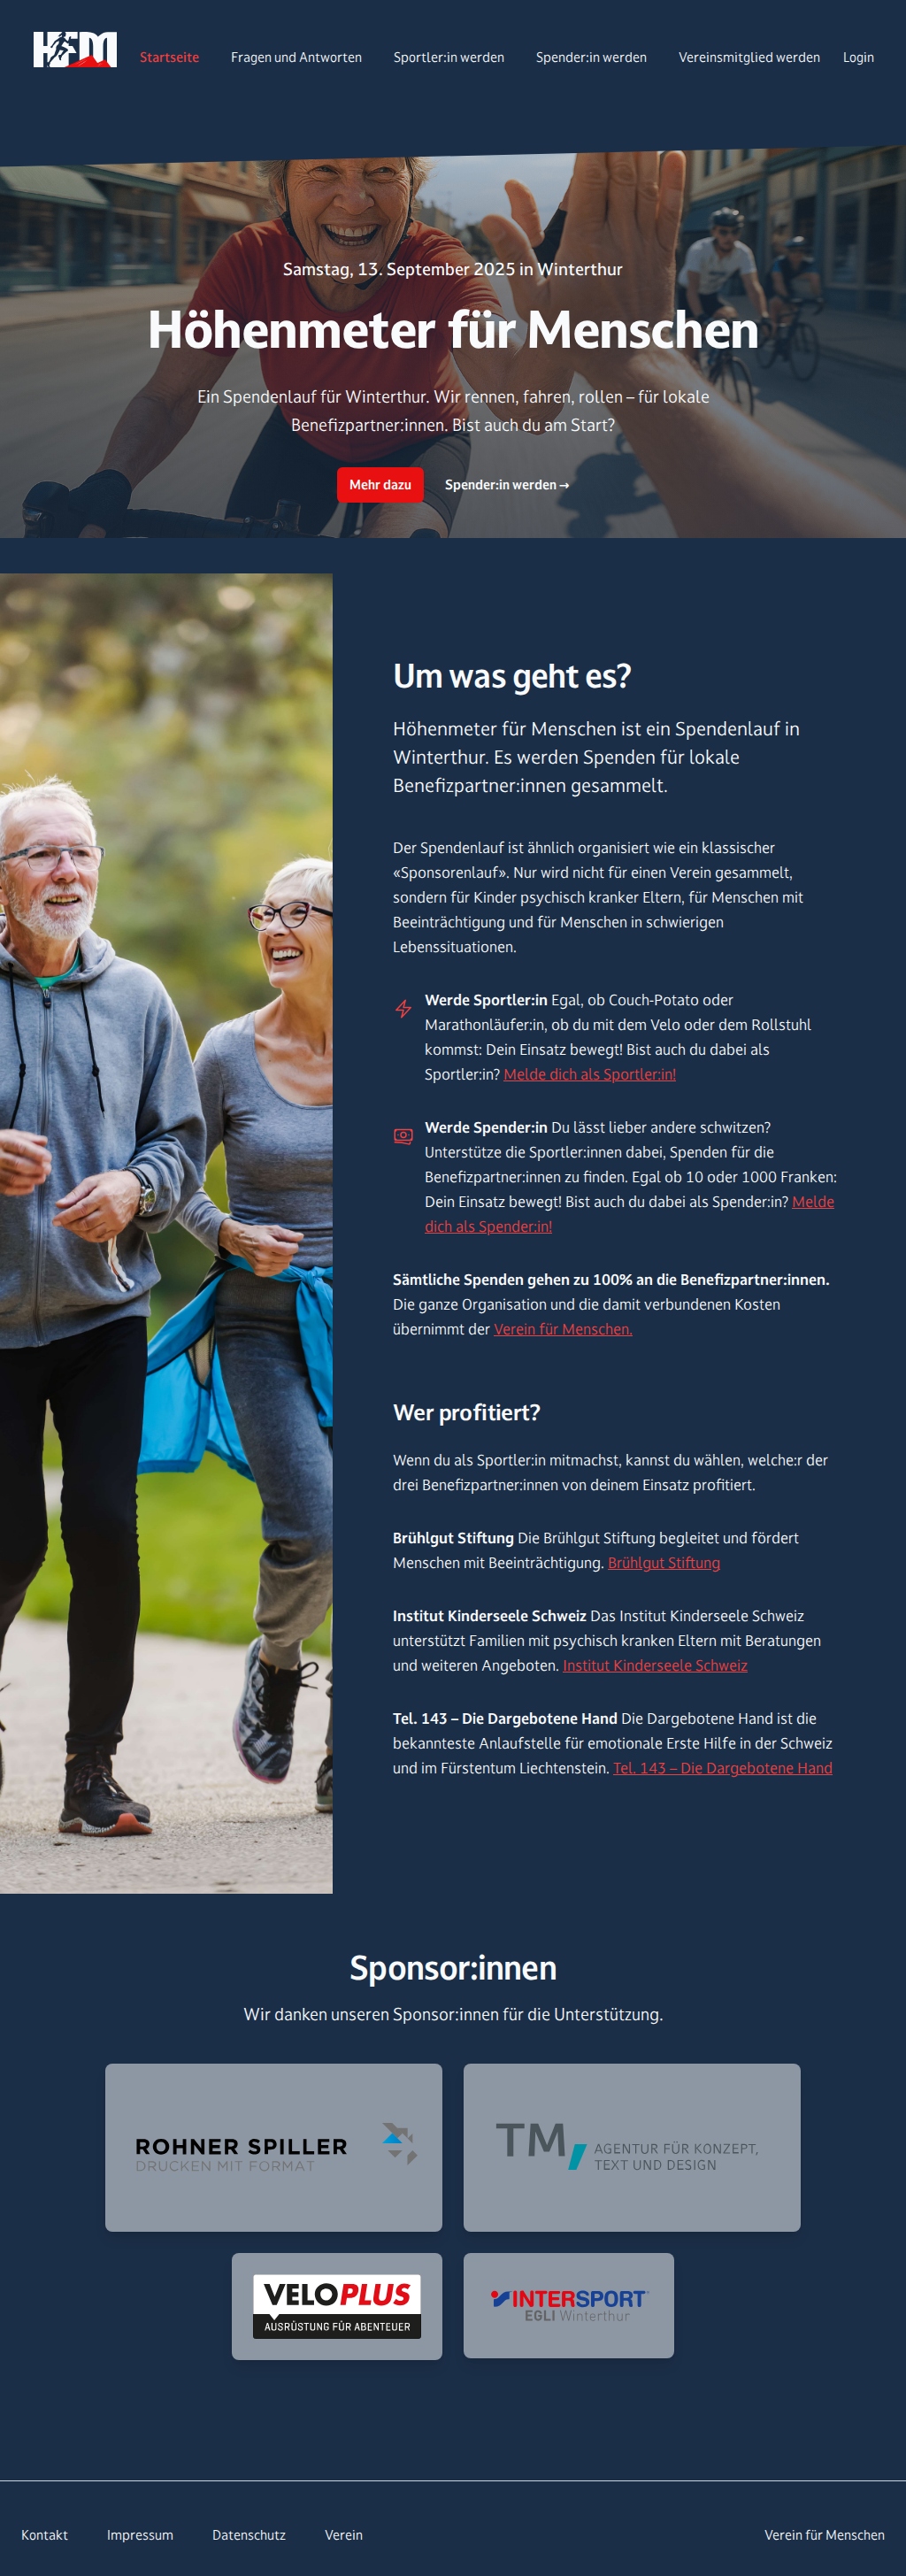 HFM
Startseite
Fragen und Antworten
Sportler:in werden
Spender:in werden
Vereinsmitglied werden
Login
Samstag, 13. September 2025 in Winterthur
Höhenmeter für Menschen
Ein Spendenlauf für Winterthur. Wir rennen, fahren, rollen – für lokale
Benefizpartner:innen. Bist auch du am Start?
Mehr dazu
Spender:in werden →
Um was geht es?
Höhenmeter für Menschen ist ein Spendenlauf in
Winterthur. Es werden Spenden für lokale
Benefizpartner:innen gesammelt.
Der Spendenlauf ist ähnlich organisiert wie ein klassischer
«Sponsorenlauf». Nur wird nicht für einen Verein gesammelt,
sondern für Kinder psychisch kranker Eltern, für Menschen mit
Beeinträchtigung und für Menschen in schwierigen
Lebenssituationen.
Werde Sportler:in Egal, ob Couch-Potato oder
Marathonläufer:in, ob du mit dem Velo oder dem Rollstuhl
kommst: Dein Einsatz bewegt! Bist auch du dabei als
Sportler:in? Melde dich als Sportler:in!
Werde Spender:in Du lässt lieber andere schwitzen?
Unterstütze die Sportler:innen dabei, Spenden für die
Benefizpartner:innen zu finden. Egal ob 10 oder 1000 Franken:
Dein Einsatz bewegt! Bist auch du dabei als Spender:in? Melde
dich als Spender:in!
Sämtliche Spenden gehen zu 100% an die Benefizpartner:innen.
Die ganze Organisation und die damit verbundenen Kosten
übernimmt der Verein für Menschen.
Wer profitiert?
Wenn du als Sportler:in mitmachst, kannst du wählen, welche:r der
drei Benefizpartner:innen von deinem Einsatz profitiert.
Brühlgut Stiftung Die Brühlgut Stiftung begleitet und fördert
Menschen mit Beeinträchtigung. Brühlgut Stiftung
Institut Kinderseele Schweiz Das Institut Kinderseele Schweiz
unterstützt Familien mit psychisch kranken Eltern mit Beratungen
und weiteren Angeboten. Institut Kinderseele Schweiz
Tel. 143 – Die Dargebotene Hand Die Dargebotene Hand ist die
bekannteste Anlaufstelle für emotionale Erste Hilfe in der Schweiz
und im Fürstentum Liechtenstein. Tel. 143 – Die Dargebotene Hand
Sponsor:innen
Wir danken unseren Sponsor:innen für die Unterstützung.
ROHNER SPILLER
DRUCKEN MIT FORMAT
TM,
AGENTUR FÜR KONZEPT,
TEXT UND DESIGN
VELOPLUS
AUSRÜSTUNG FÜR ABENTEUER
INTERSPORT
EGLI Winterthur
Kontakt
Impressum
Datenschutz
Verein
Verein für Menschen